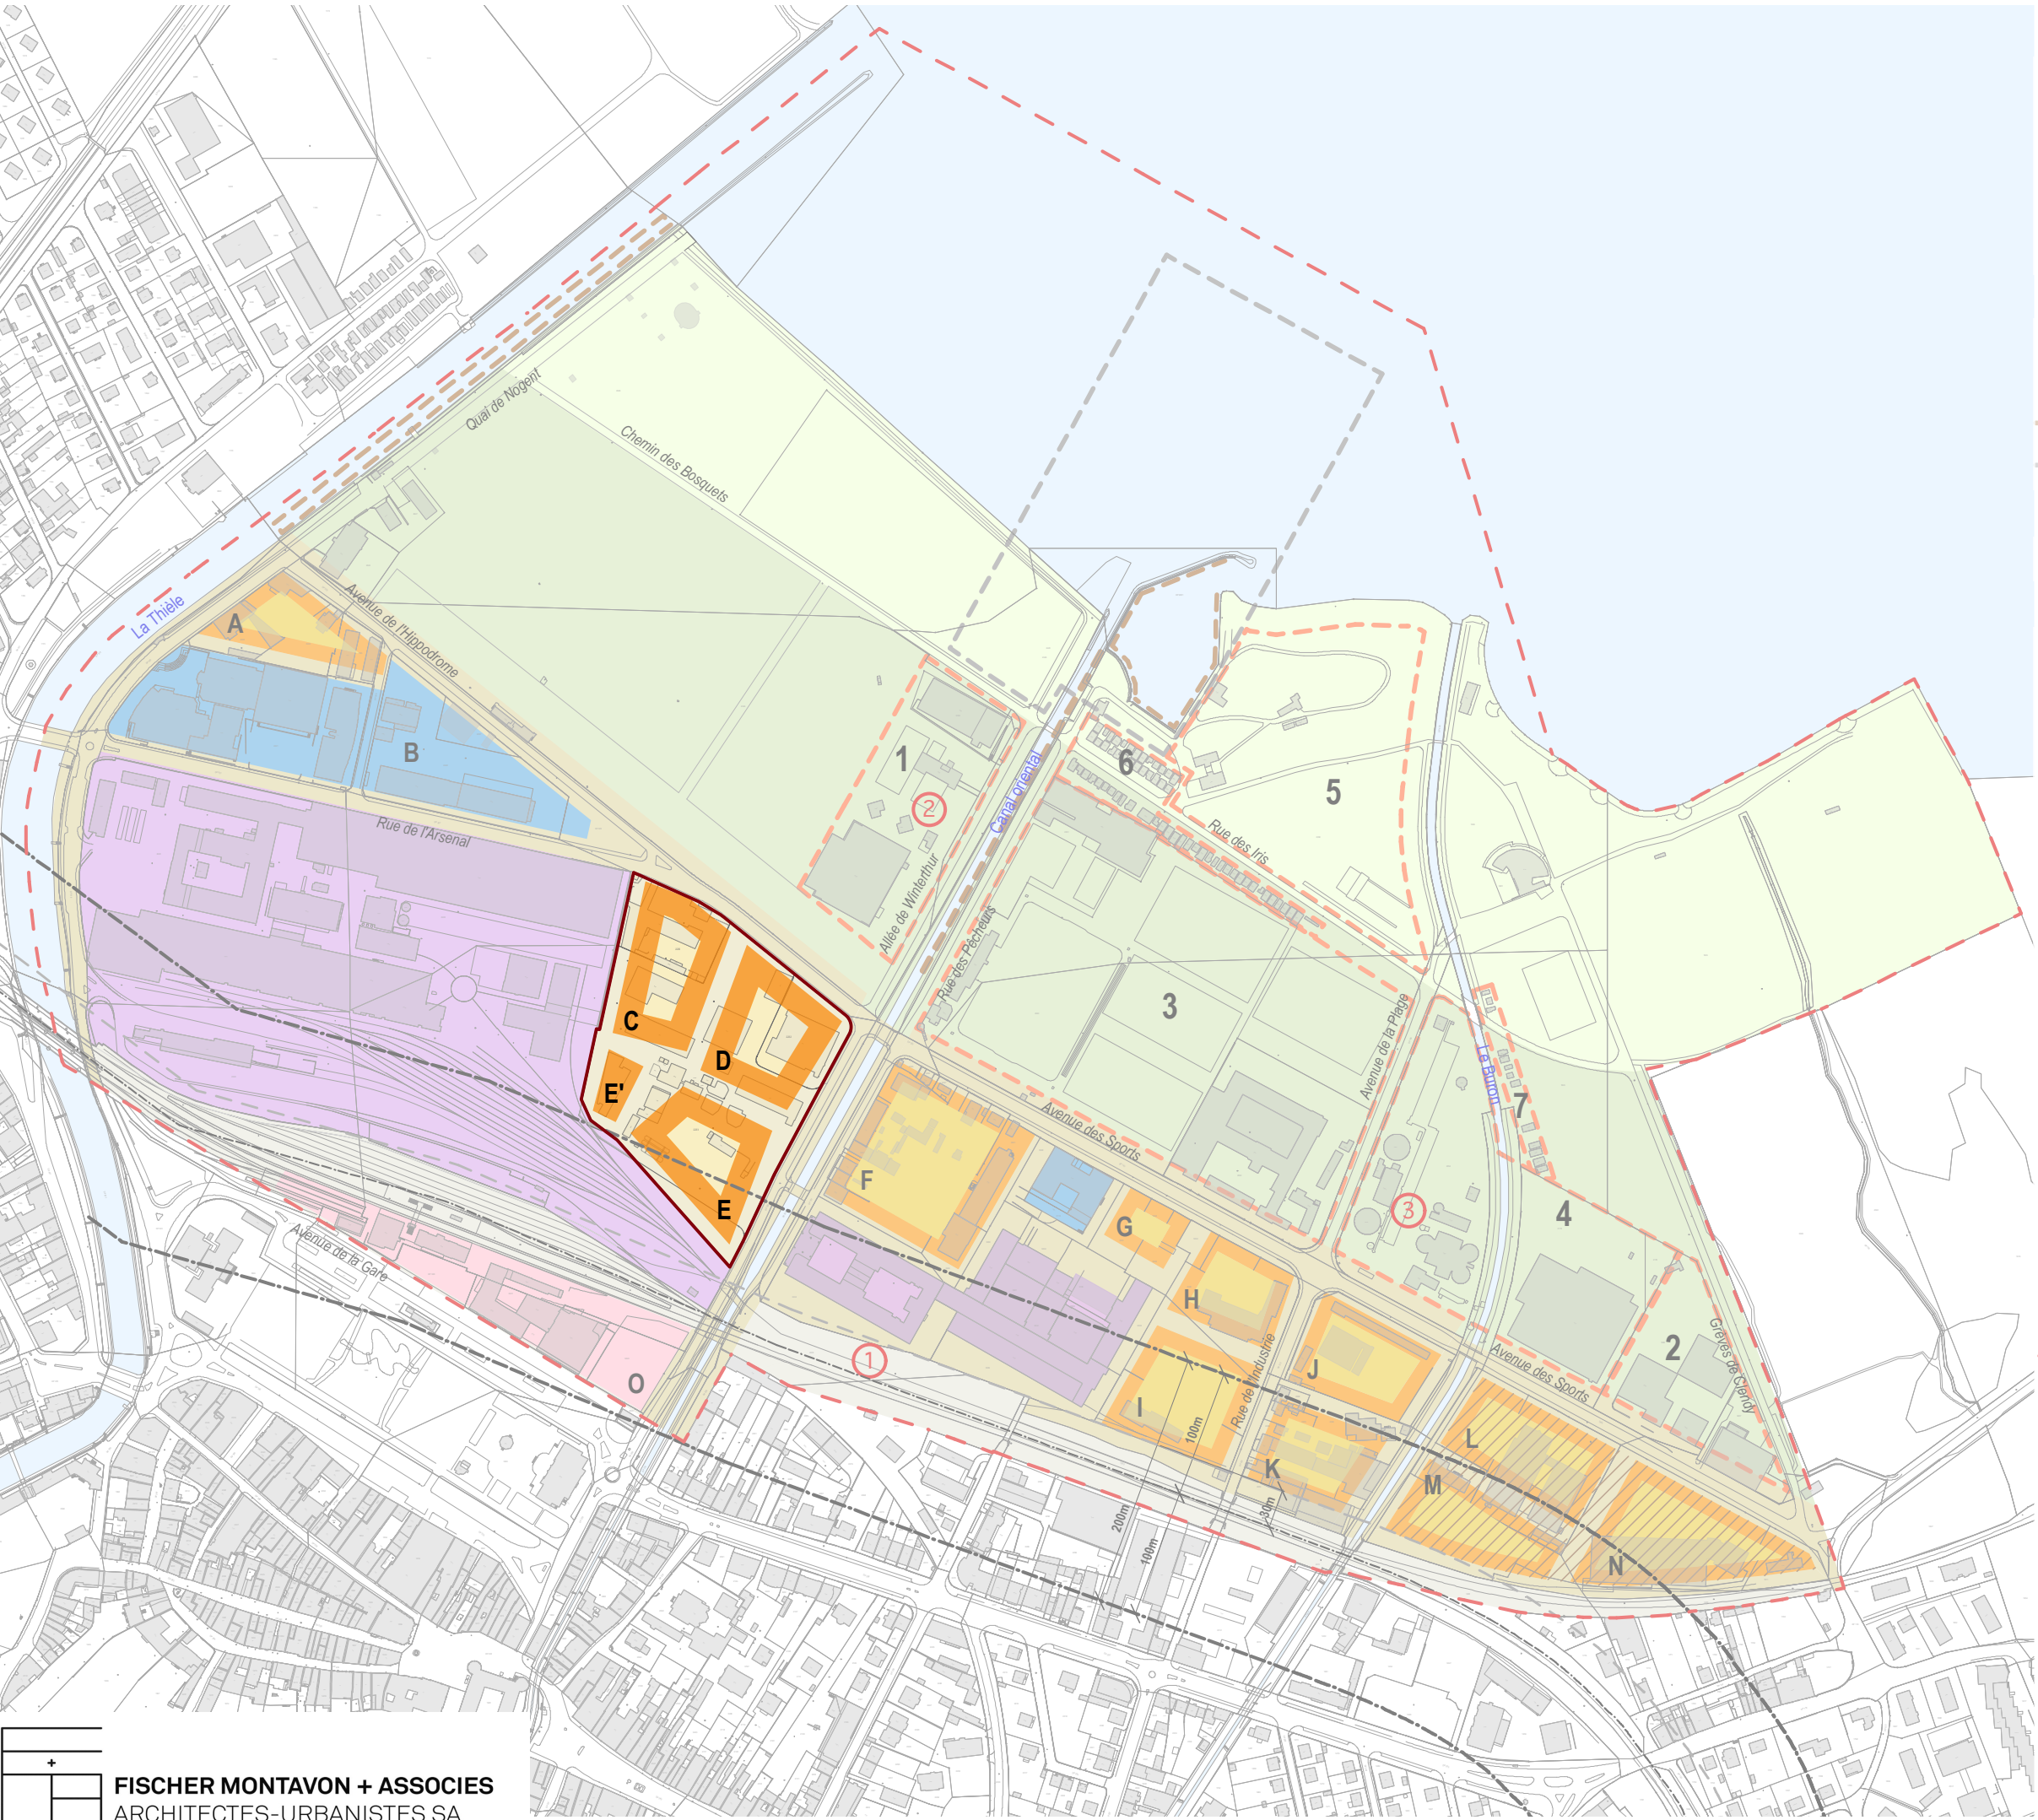 Quai de Nogent
Chemin des Bosquets
La Thièle
A
Avenue de l'Hippodrome
B
1
2
6
5
Canal oriental
Rue de l'Arsenal
Rue des Iris
Allée de Winterthur
Rue des Pêcheurs
3
C
D
E'
Avenue de la Plage
Le Buron
7
Avenue des Sports
F
E
G
3
4
Avenue de la Gare
H
Rue de l'Industrie
2
Grèves de Clendy
O
1
J
Avenue des Sports
I
100m
L
K
M
30m
200m
100m
N
+
FISCHER MONTAVON + ASSOCIES
ARCHITECTES-URBANISTES SA